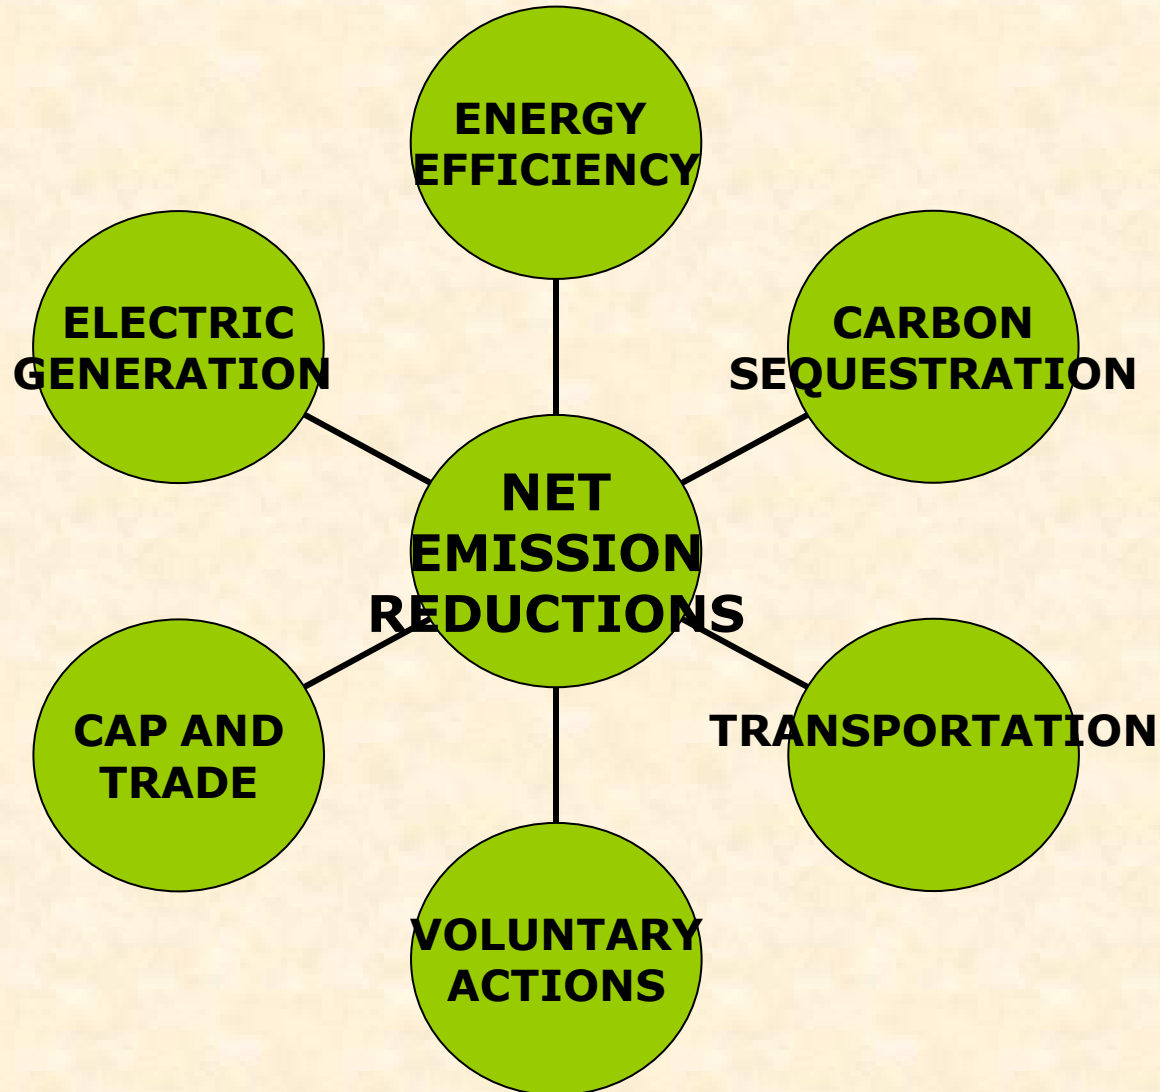 ENERGY
EFFICIENCY
ELECTRIC
GENERATION
CARBON
SEQUESTRATION
NET
EMISSION
REDUCTIONS
CAP AND
TRADE
TRANSPORTATION
VOLUNTARY
ACTIONS